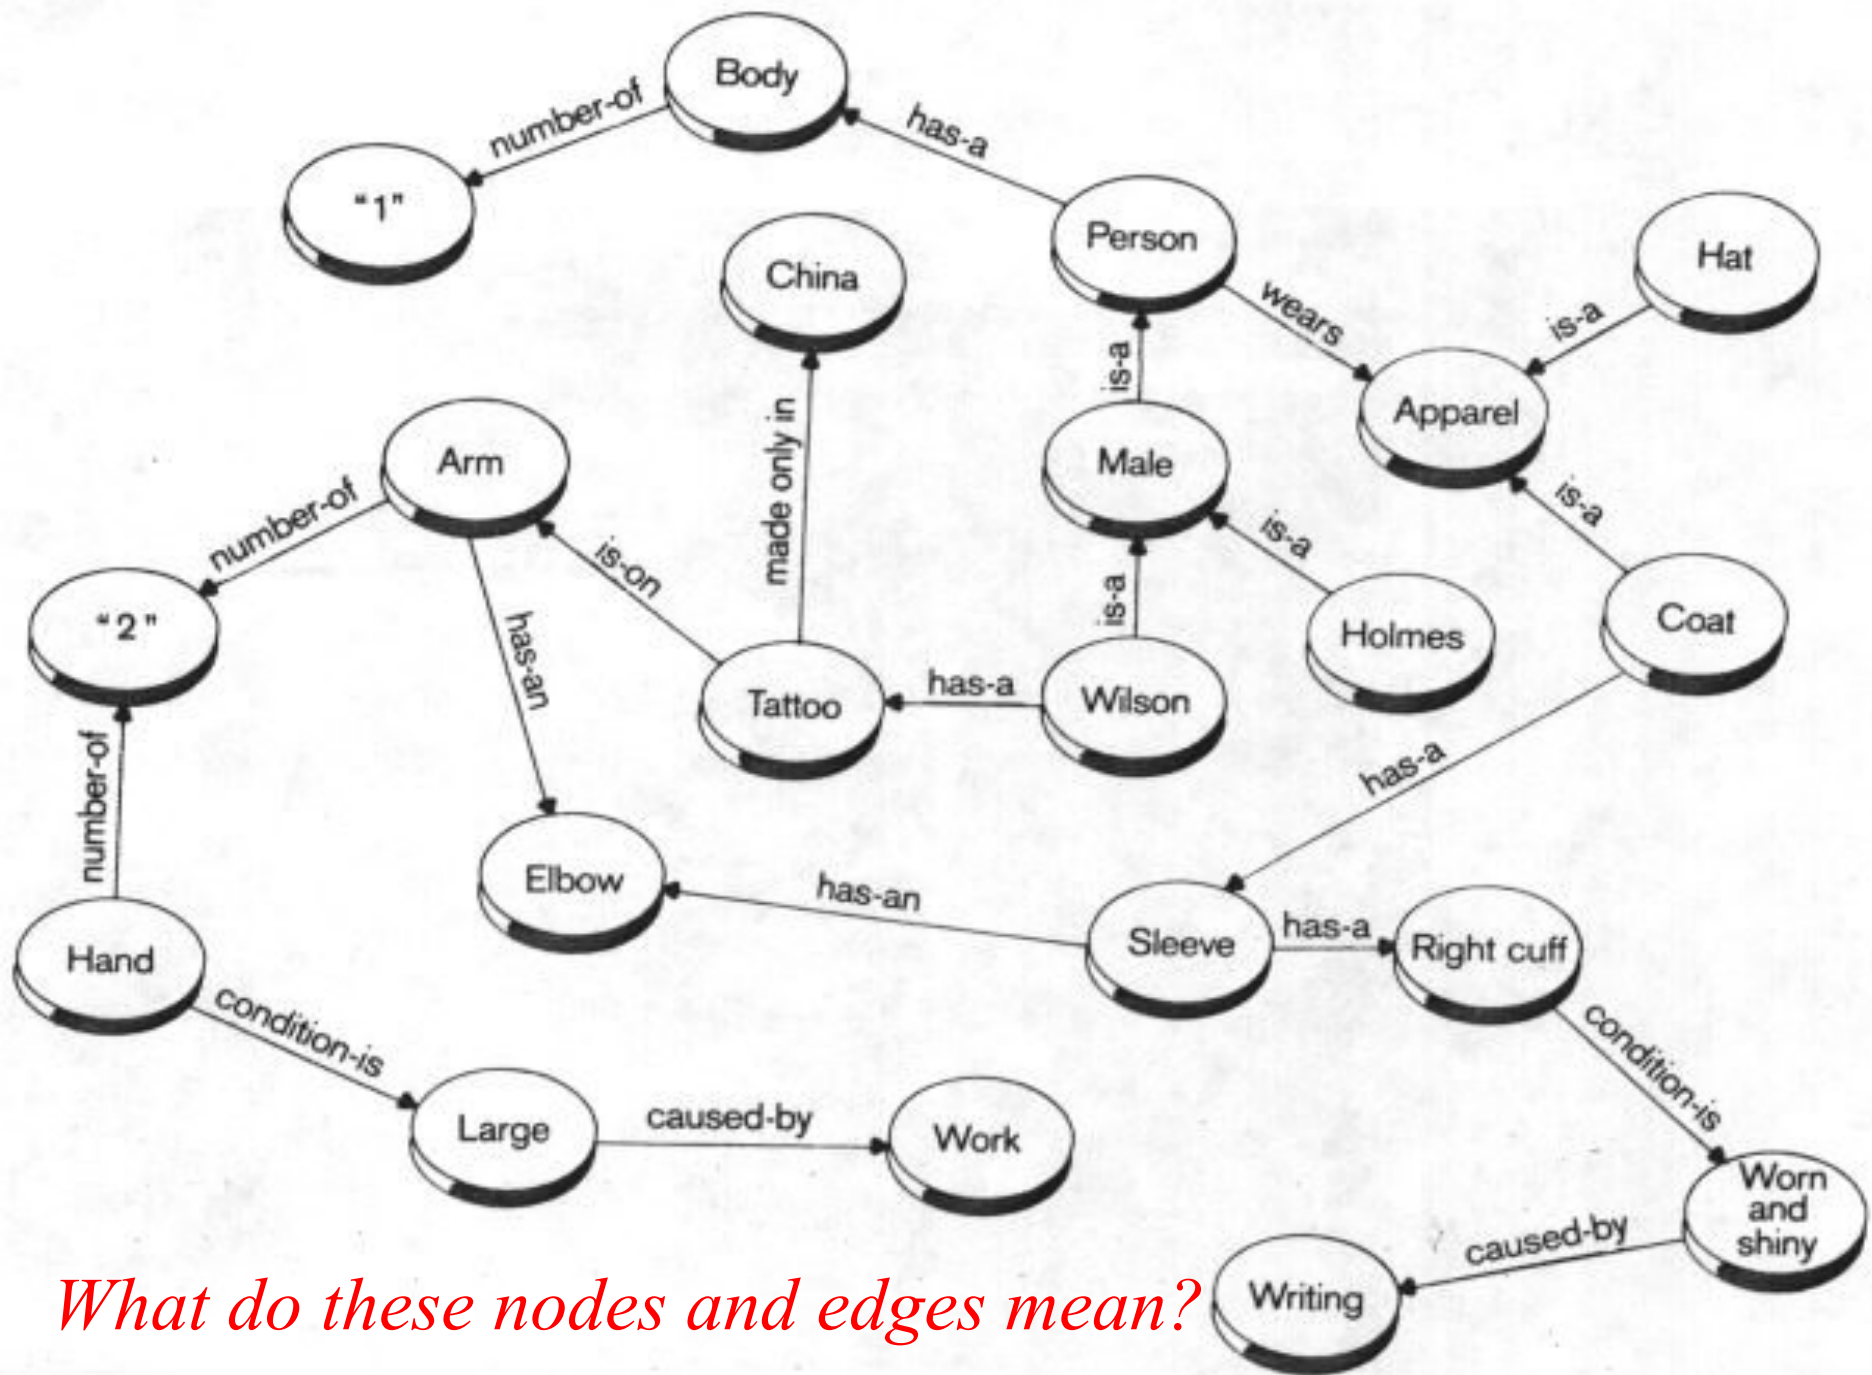 Body
number-of
has-a
"1"
Person
Hat
China
wears
is-a
is-a
Apparel
Arm
made only in
Male
number-of
is-on
is-a
is-a
"2"
has-an
is-a
Holmes
Coat
Tattoo
has-a
Wilson
number-of
has-a
Elbow
has-an
Sleeve
has-a
Right cuff
Hand
condition-is
condition-is
Large
caused-by
Work
Worn
and
shiny
caused-by
Writing
What do these nodes and edges mean?